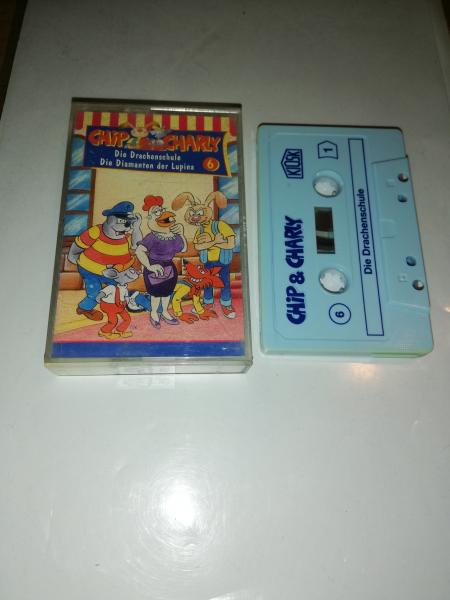 CHiP & CHARLY
Die Drachenschule
Die Diamanten der Lupina
6
KIOSK
1
CHiP & CHARLY
6
Die Drachenschule